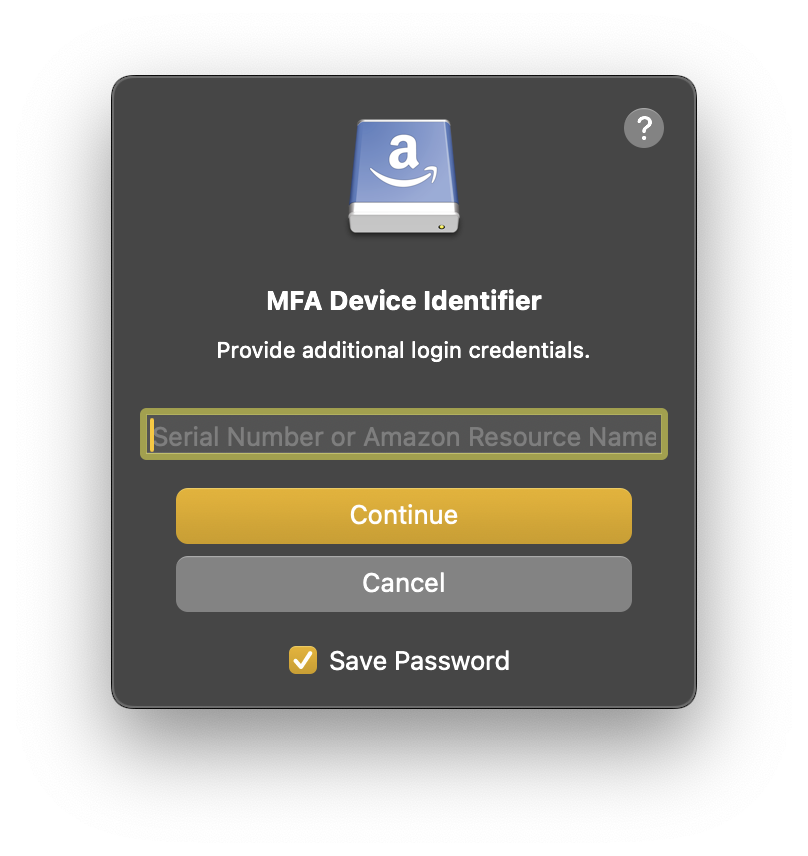 ?
a
MFA Device Identifier
Provide additional login credentials.
Serial Number or Amazon Resource Name
Continue
Cancel
Save Password